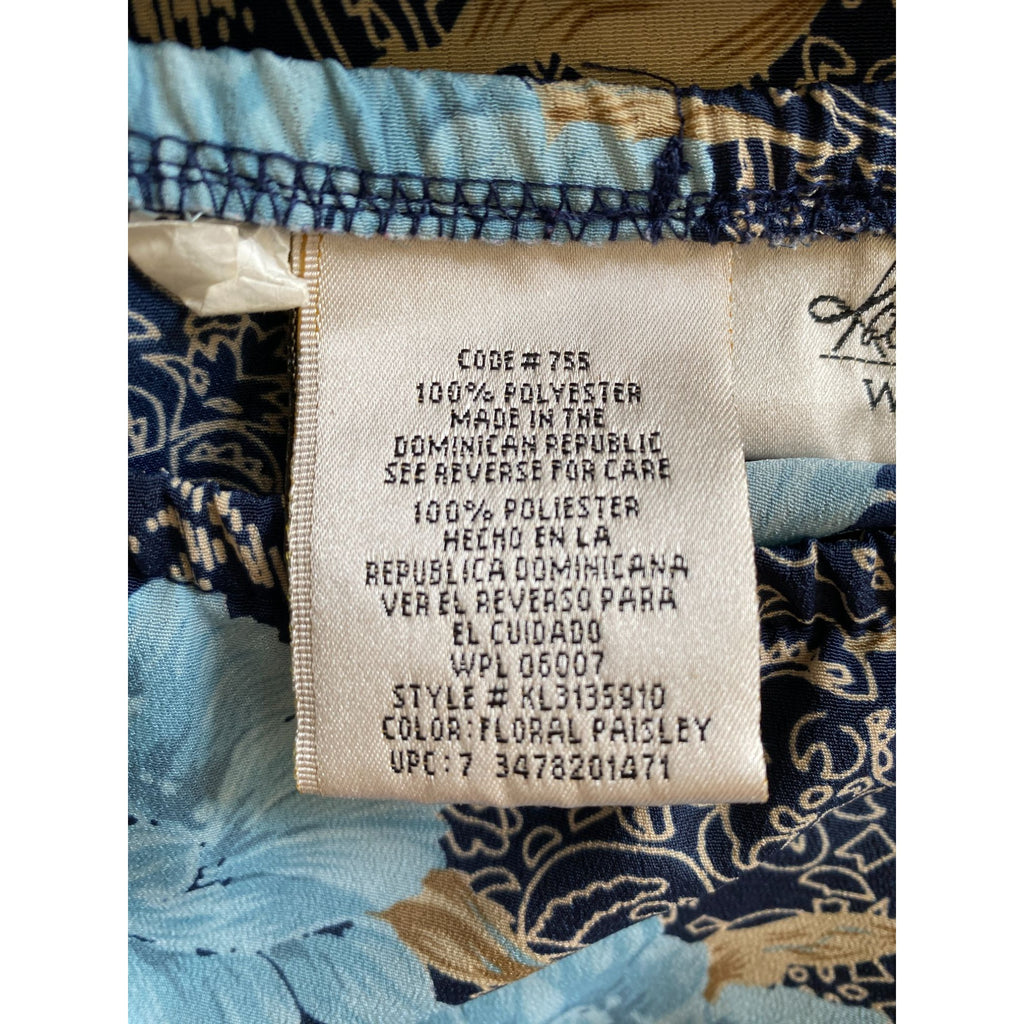 CODE # 755
100% POLYESTER
MADE IN THE
DOMINICAN REPUBLIC
SEE REVERSE FOR CARE
100% POLIESTER
HECHO EN LA
REPUBLICA DOMINICANA
VER EL REVERSO PARA
EL CUIDADO
WPL 06007
STYLE # KL3135910
COLOR: FLORAL PAISLEY
UPC: 7 3478201471